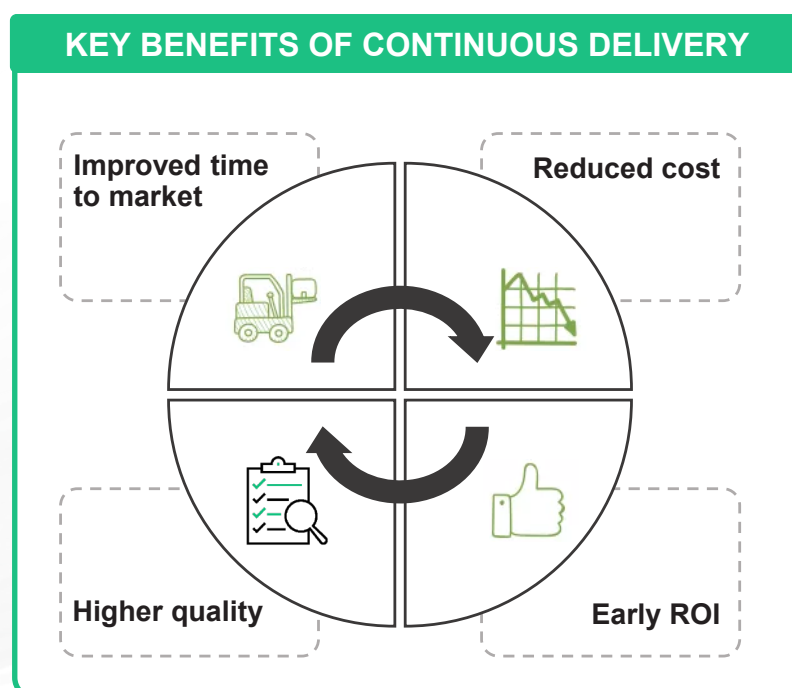 KEY BENEFITS OF CONTINUOUS DELIVERY
Improved time
to market
Reduced cost
Higher quality
Early ROI